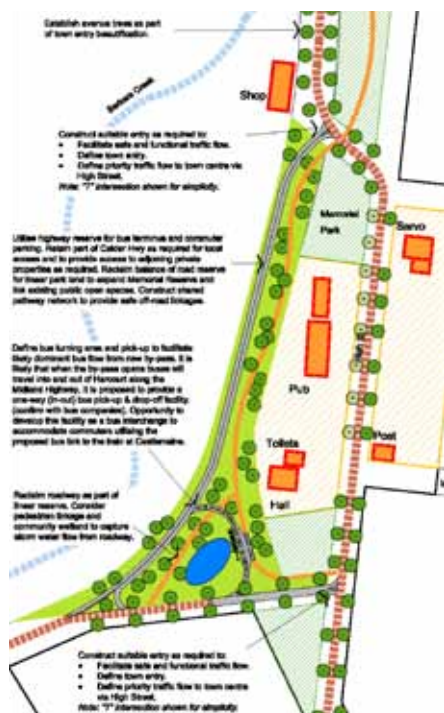 Establish avenue trees as part
of town entry beautification.
Barkers Creek
Shop
Construct suitable entry as required to:
• Facilitate safe and functional traffic flow.
• Define town entry.
• Define priority traffic flow to town centre via
High Street.
Note: "T" intersection shown for simplicity.
Memorial
Park
Servo
Utilise highway reserve for bus terminus and commuter
parking. Retain part of Calder Hwy as required for local
access and to provide access to adjoining private
properties as required. Reclaim balance of road reserve
for linear park land to expand Memorial Reserve and
link existing public open spaces. Construct shared
pathway network to provide safe off-road linkages.
Define bus turning area and pick-up to facilitate
likely dominant bus flow from new by-pass. It is
likely that when the by-pass opens buses will
travel into and out of Harcourt along the
Midland Highway. It is proposed to provide a
one-way (in-out) bus pick-up & drop-off facility.
(confirm with bus companies). Opportunity to
develop this facility as a bus interchange to
accommodate commuters utilising the
proposed bus link to the train at Castlemaine.
Pub
Toilets
Post
Hall
Reclaim roadway as part of
linear reserve. Consider
pedestrian linkage and
community wetland to capture
storm water flow from roadway.
Construct suitable entry as required to:
• Facilitate safe and functional traffic flow.
• Define town entry.
• Define priority traffic flow to town centre
via High Street.
Note: "T" intersection shown for simplicity.